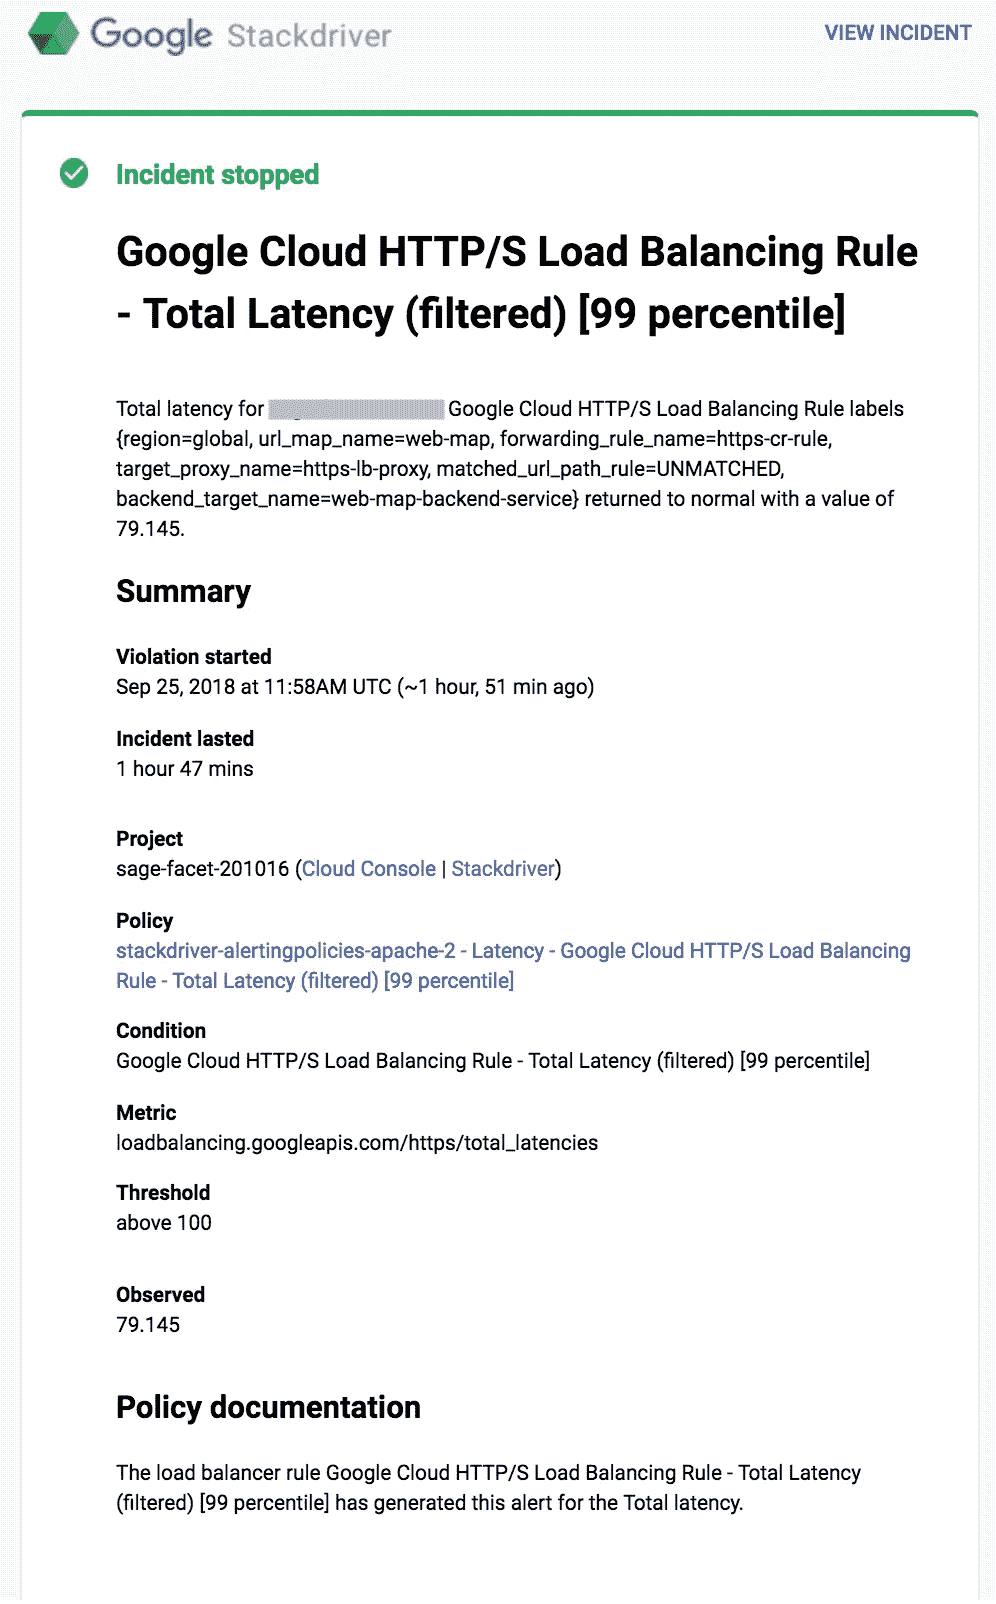 Google Stackdriver
VIEW INCIDENT
Incident stopped
Google Cloud HTTP/S Load Balancing Rule
- Total Latency (filtered) [99 percentile]
Total latency for Google Cloud HTTP/S Load Balancing Rule labels
{region=global, url_map_name=web-map, forwarding_rule_name=https-cr-rule,
target_proxy_name=https-lb-proxy, matched_url_path_rule=UNMATCHED,
backend_target_name=web-map-backend-service} returned to normal with a value of
79.145.
Summary
Violation started
Sep 25, 2018 at 11:58AM UTC (~1 hour, 51 min ago)
Incident lasted
1 hour 47 mins
Project
sage-facet-201016 (Cloud Console | Stackdriver)
Policy
stackdriver-alertingpolicies-apache-2 - Latency - Google Cloud HTTP/S Load Balancing
Rule - Total Latency (filtered) [99 percentile]
Condition
Google Cloud HTTP/S Load Balancing Rule - Total Latency (filtered) [99 percentile]
Metric
loadbalancing.googleapis.com/https/total_latencies
Threshold
above 100
Observed
79.145
Policy documentation
The load balancer rule Google Cloud HTTP/S Load Balancing Rule - Total Latency
(filtered) [99 percentile] has generated this alert for the Total latency.